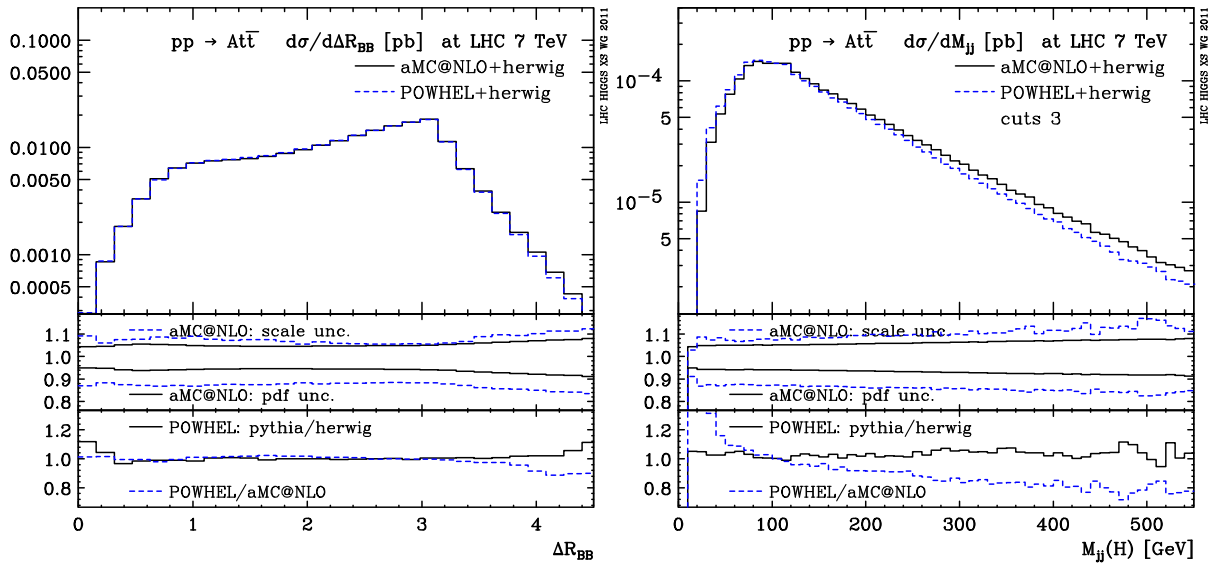 pp → Att̅ dσ/dΔR_BB [pb] at LHC 7 TeV
aMC@NLO+herwig
POWHEL+herwig
LHC HIGGS XS WG 2011
0.1000
0.0500
0.0100
0.0050
0.0010
0.0005
aMC@NLO: scale unc.
aMC@NLO: pdf unc.
1.1
1.0
0.9
0.8
POWHEL: pythia/herwig
POWHEL/aMC@NLO
1.2
1.0
0.8
0 1 2 3 4
ΔR_BB
pp → Att̅ dσ/dM_jj [pb] at LHC 7 TeV
aMC@NLO+herwig
POWHEL+herwig
cuts 3
LHC HIGGS XS WG 2011
10⁻⁴
5
10⁻⁵
5
aMC@NLO: scale unc.
aMC@NLO: pdf unc.
1.1
1.0
0.9
0.8
POWHEL: pythia/herwig
POWHEL/aMC@NLO
1.2
1.0
0.8
0 100 200 300 400 500
M_jj(H) [GeV]